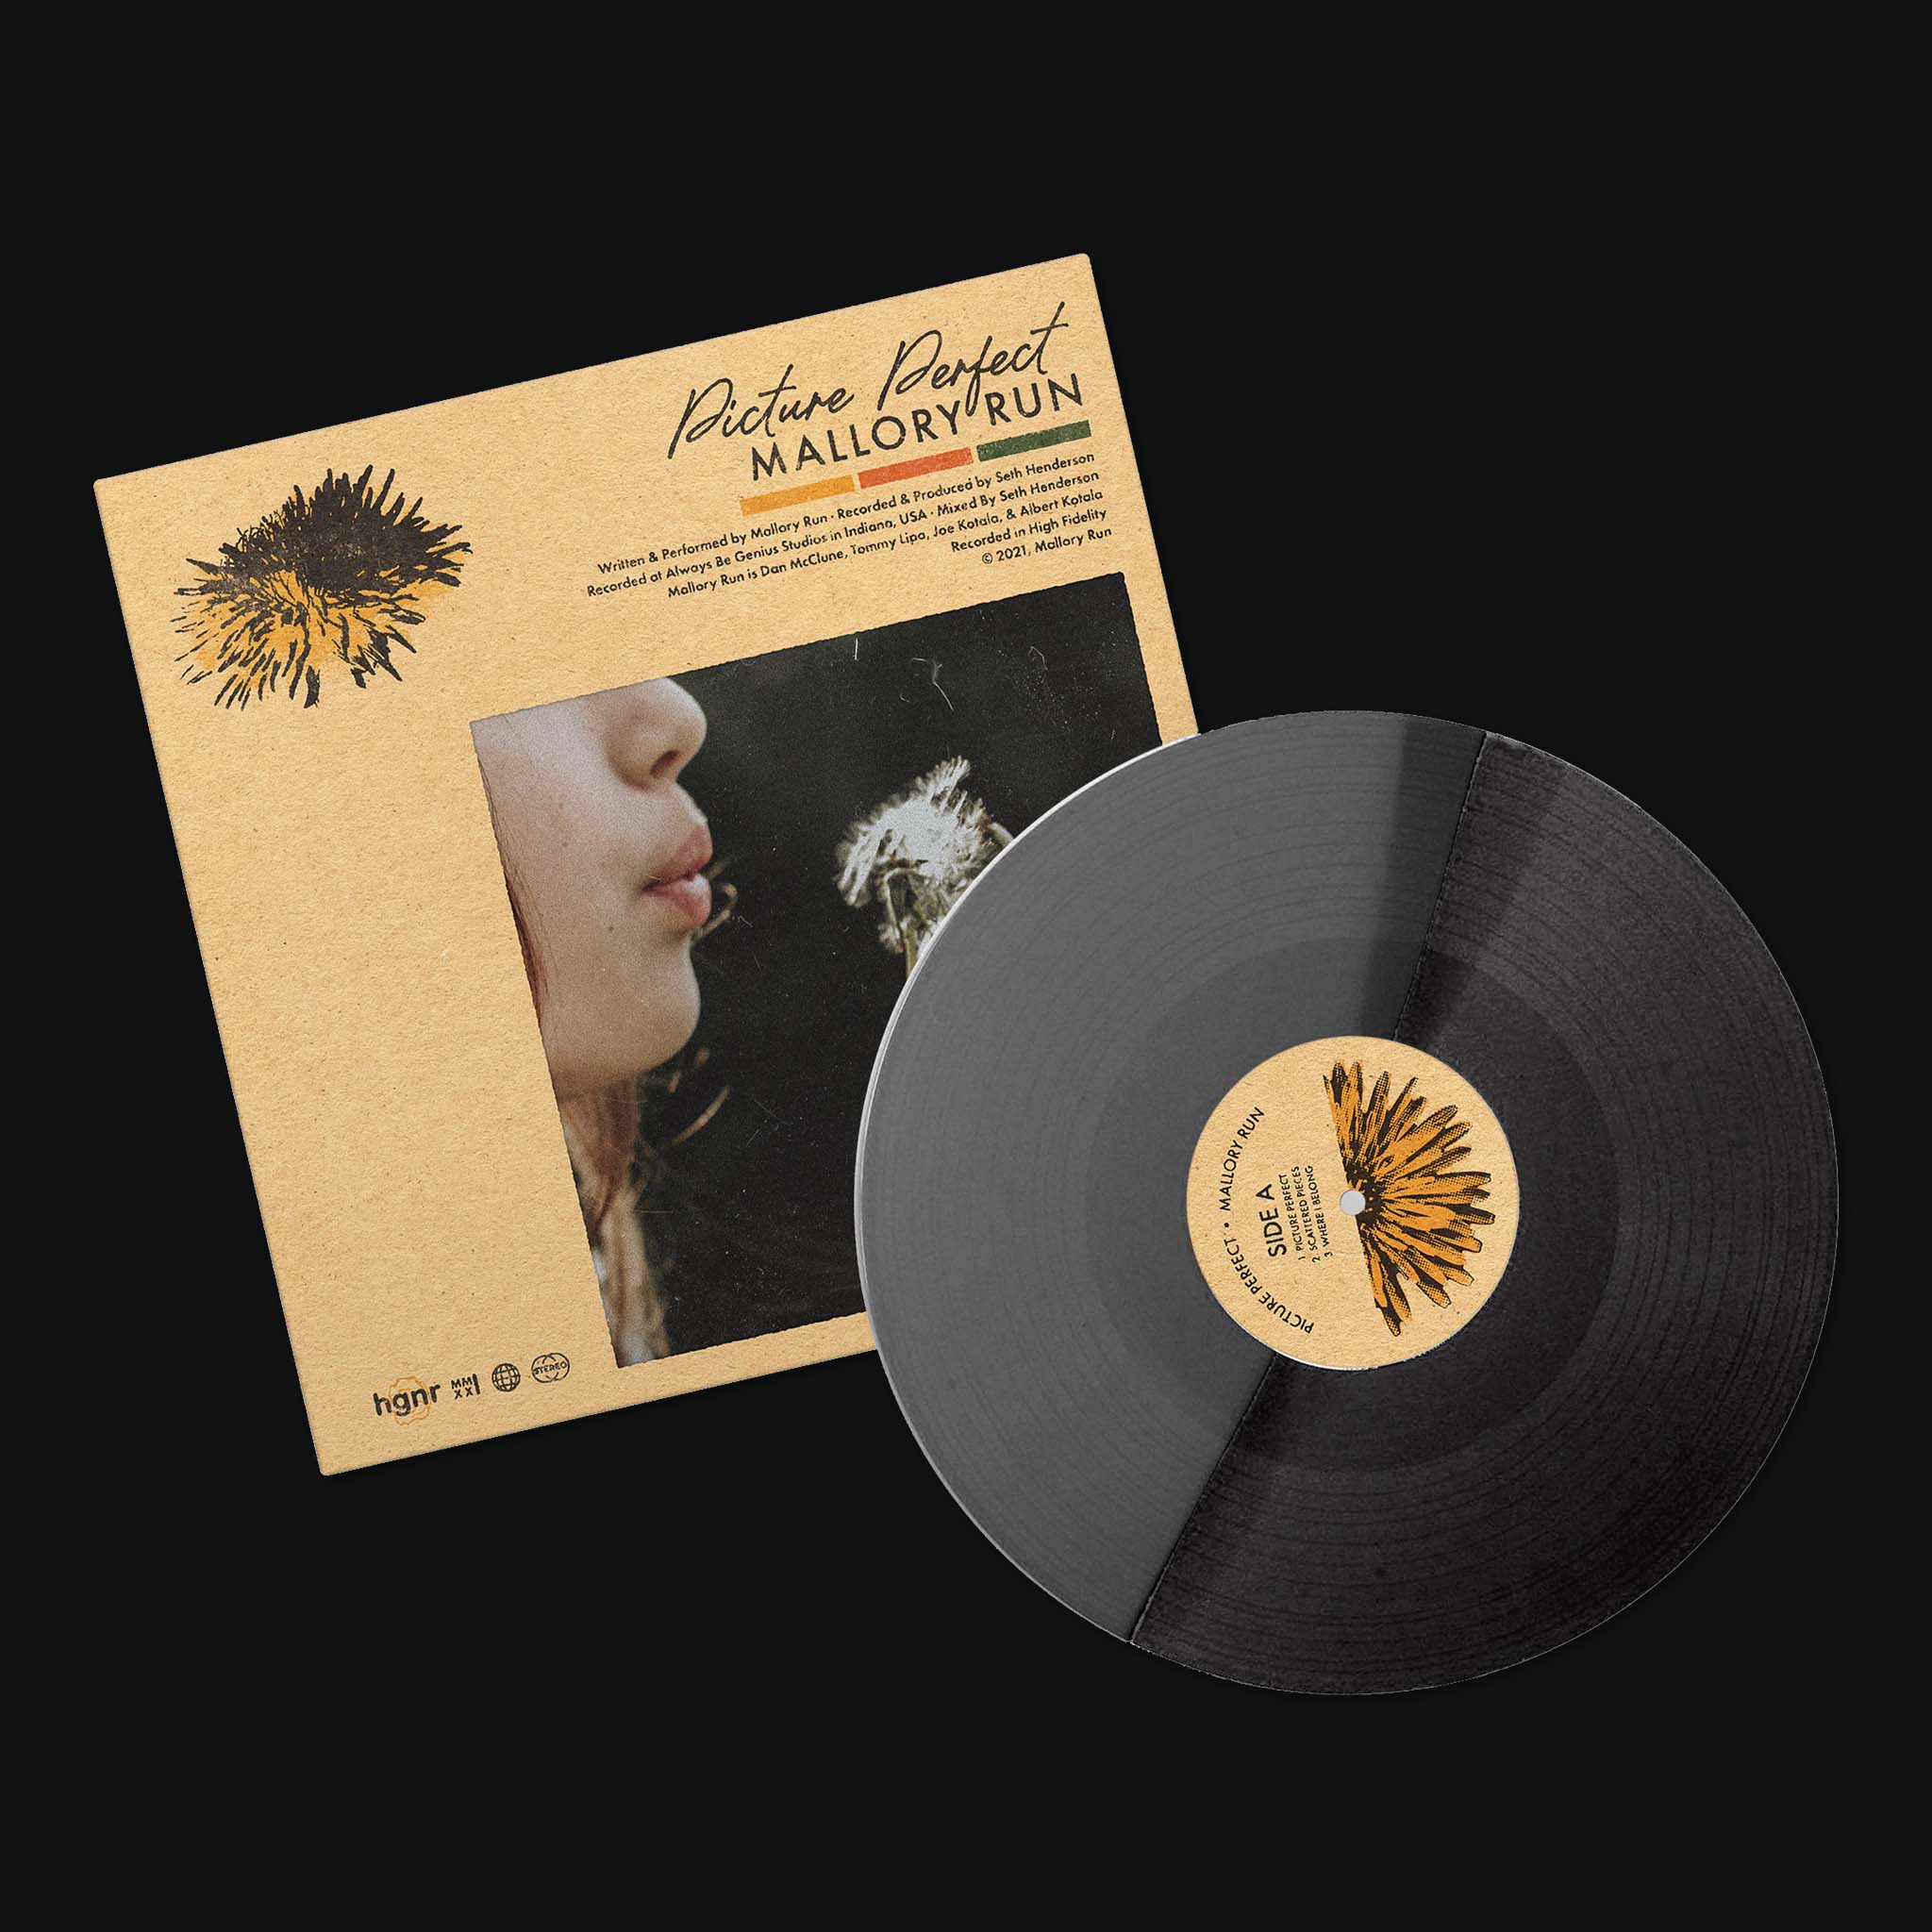 Picture Perfect
MALLORY RUN
Written & Performed by Mallory Run · Recorded & Produced by Seth Henderson
Recorded at Always Be Genius Studios in Indiana, USA · Mixed By Seth Henderson
Mallory Run is Dan McClune, Tommy Lipo, Joe Kotala, & Albert Kotala
Recorded in High Fidelity
© 2021, Mallory Run
hgnr
MM
XXI
STEREO
PICTURE PERFECT • MALLORY RUN
SIDE A
1 PICTURE PERFECT
2 SCATTERED PIECES
3 WHERE I BELONG